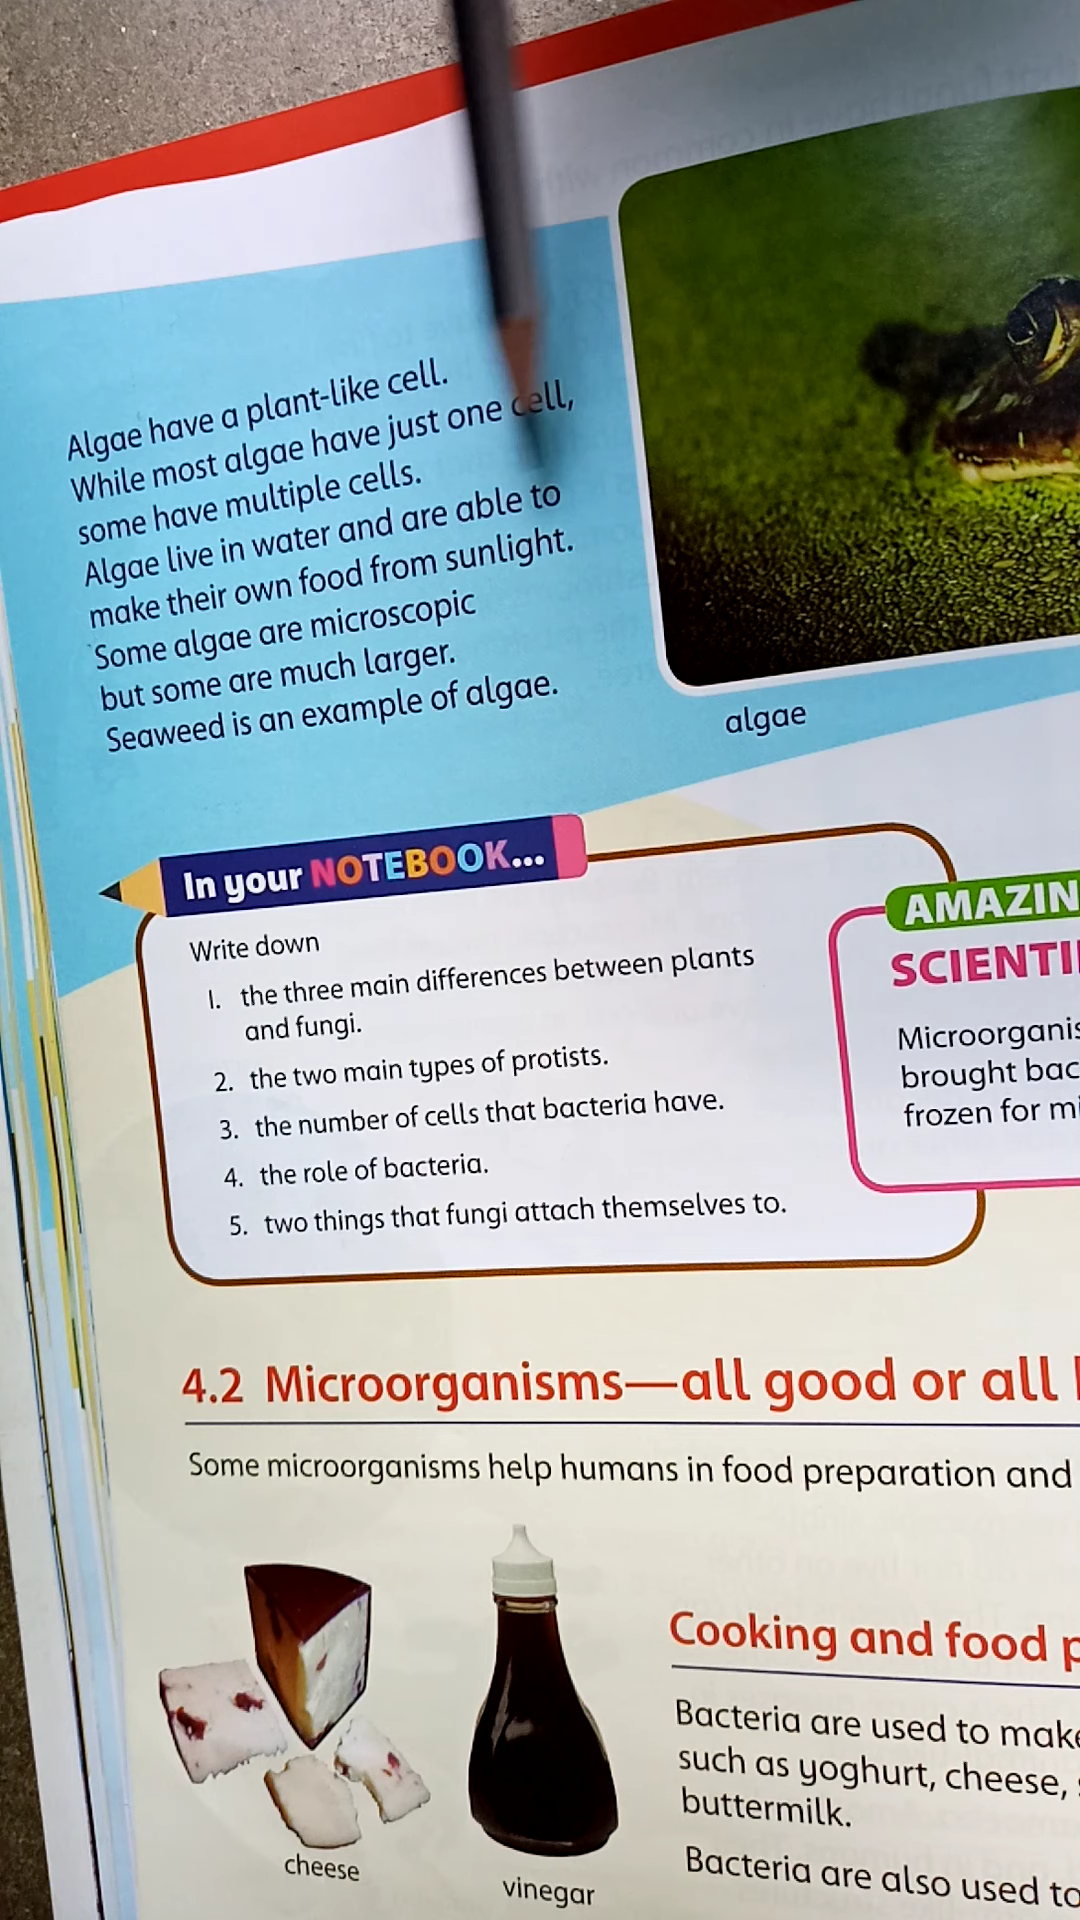 Algae have a plant-like cell.
While most algae have just one cell,
some have multiple cells.
Algae live in water and are able to
make their own food from sunlight.
Some algae are microscopic
but some are much larger.
Seaweed is an example of algae.
algae
In your NOTEBOOK...
Write down
1. the three main differences between plants
and fungi.
2. the two main types of protists.
3. the number of cells that bacteria have.
4. the role of bacteria.
5. two things that fungi attach themselves to.
brought
frozen for
4.2 Microorganisms—all good or all
Some microorganisms help humans in food preparation and
cheese
vinegar
Cooking and food
Bacteria are used to
such as yoghurt, cheese,
buttermilk.
Bacteria are also used to